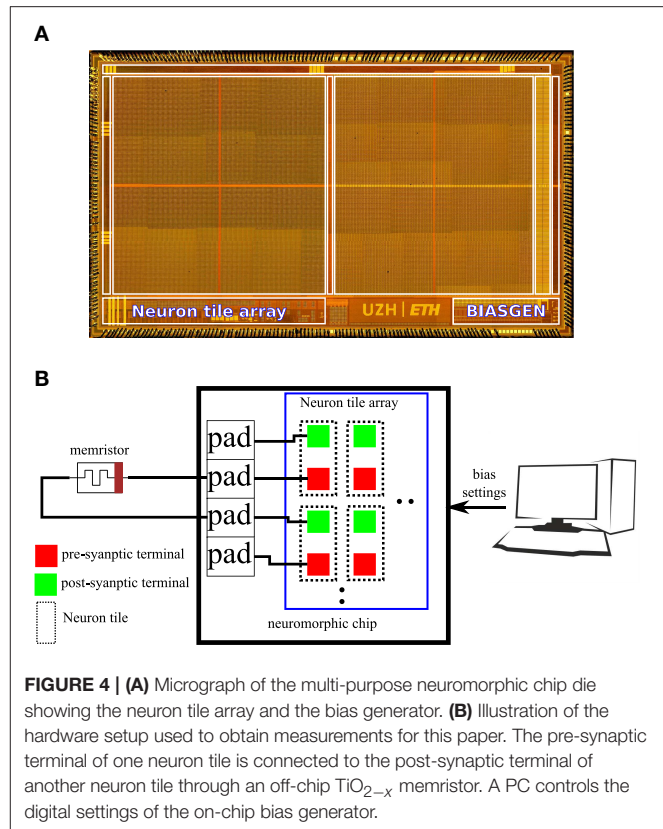 A
Neuron tile array
UZH | ETH
BIASGEN
B
Neuron tile array
memristor
pad
pad
pad
pad
bias
settings
pre-synaptic terminal
post-synaptic terminal
Neuron tile
neuromorphic chip
FIGURE 4 | (A) Micrograph of the multi-purpose neuromorphic chip die
showing the neuron tile array and the bias generator. (B) Illustration of the
hardware setup used to obtain measurements for this paper. The pre-synaptic
terminal of one neuron tile is connected to the post-synaptic terminal of
another neuron tile through an off-chip TiO₂₋ₓ memristor. A PC controls the
digital settings of the on-chip bias generator.